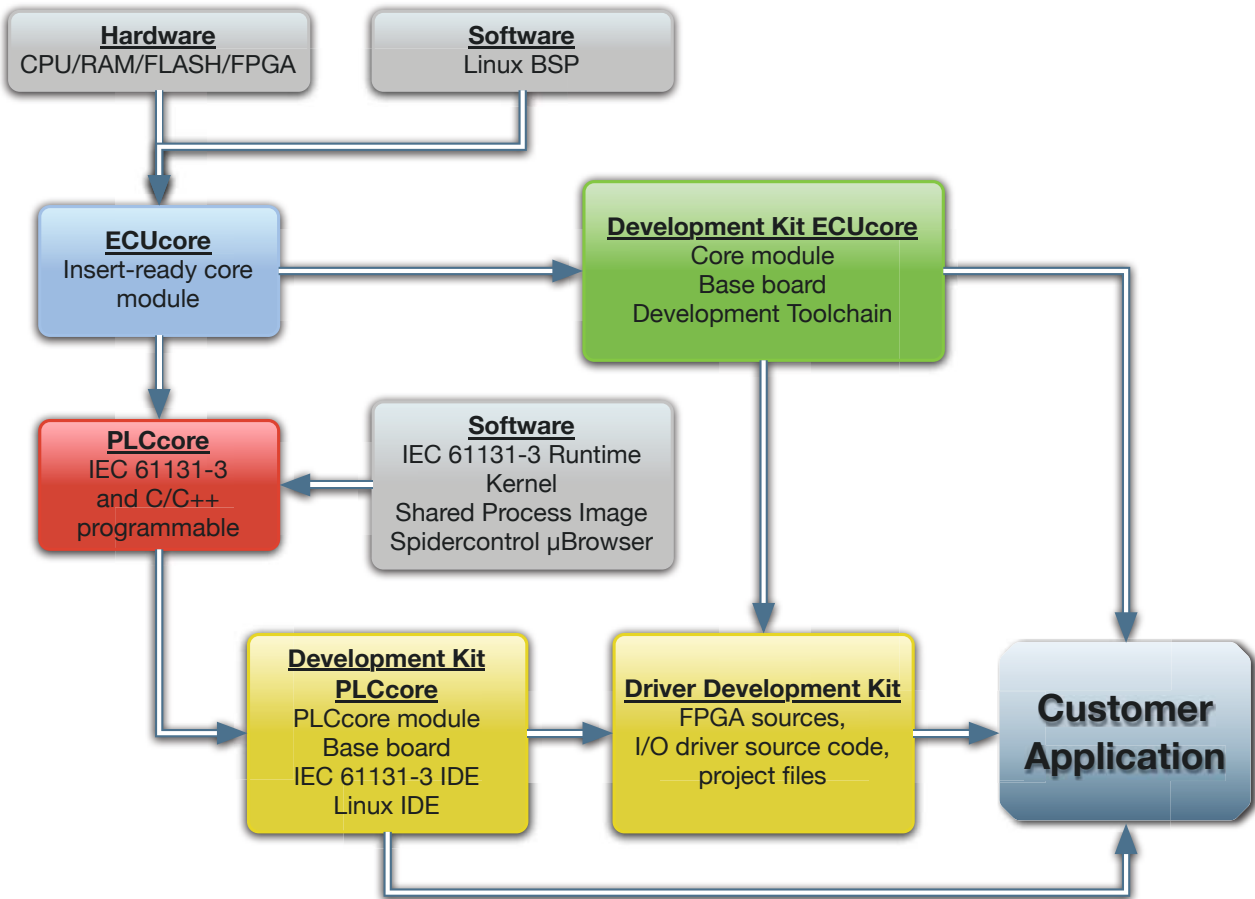 Hardware
CPU/RAM/FLASH/FPGA
Software
Linux BSP
ECUcore
Insert-ready core
module
Development Kit ECUcore
Core module
Base board
Development Toolchain
PLCcore
IEC 61131-3
and C/C++
programmable
Software
IEC 61131-3 Runtime
Kernel
Shared Process Image
Spidercontrol µBrowser
Development Kit
PLCcore
PLCcore module
Base board
IEC 61131-3 IDE
Linux IDE
Driver Development Kit
FPGA sources,
I/O driver source code,
project files
Customer
Application